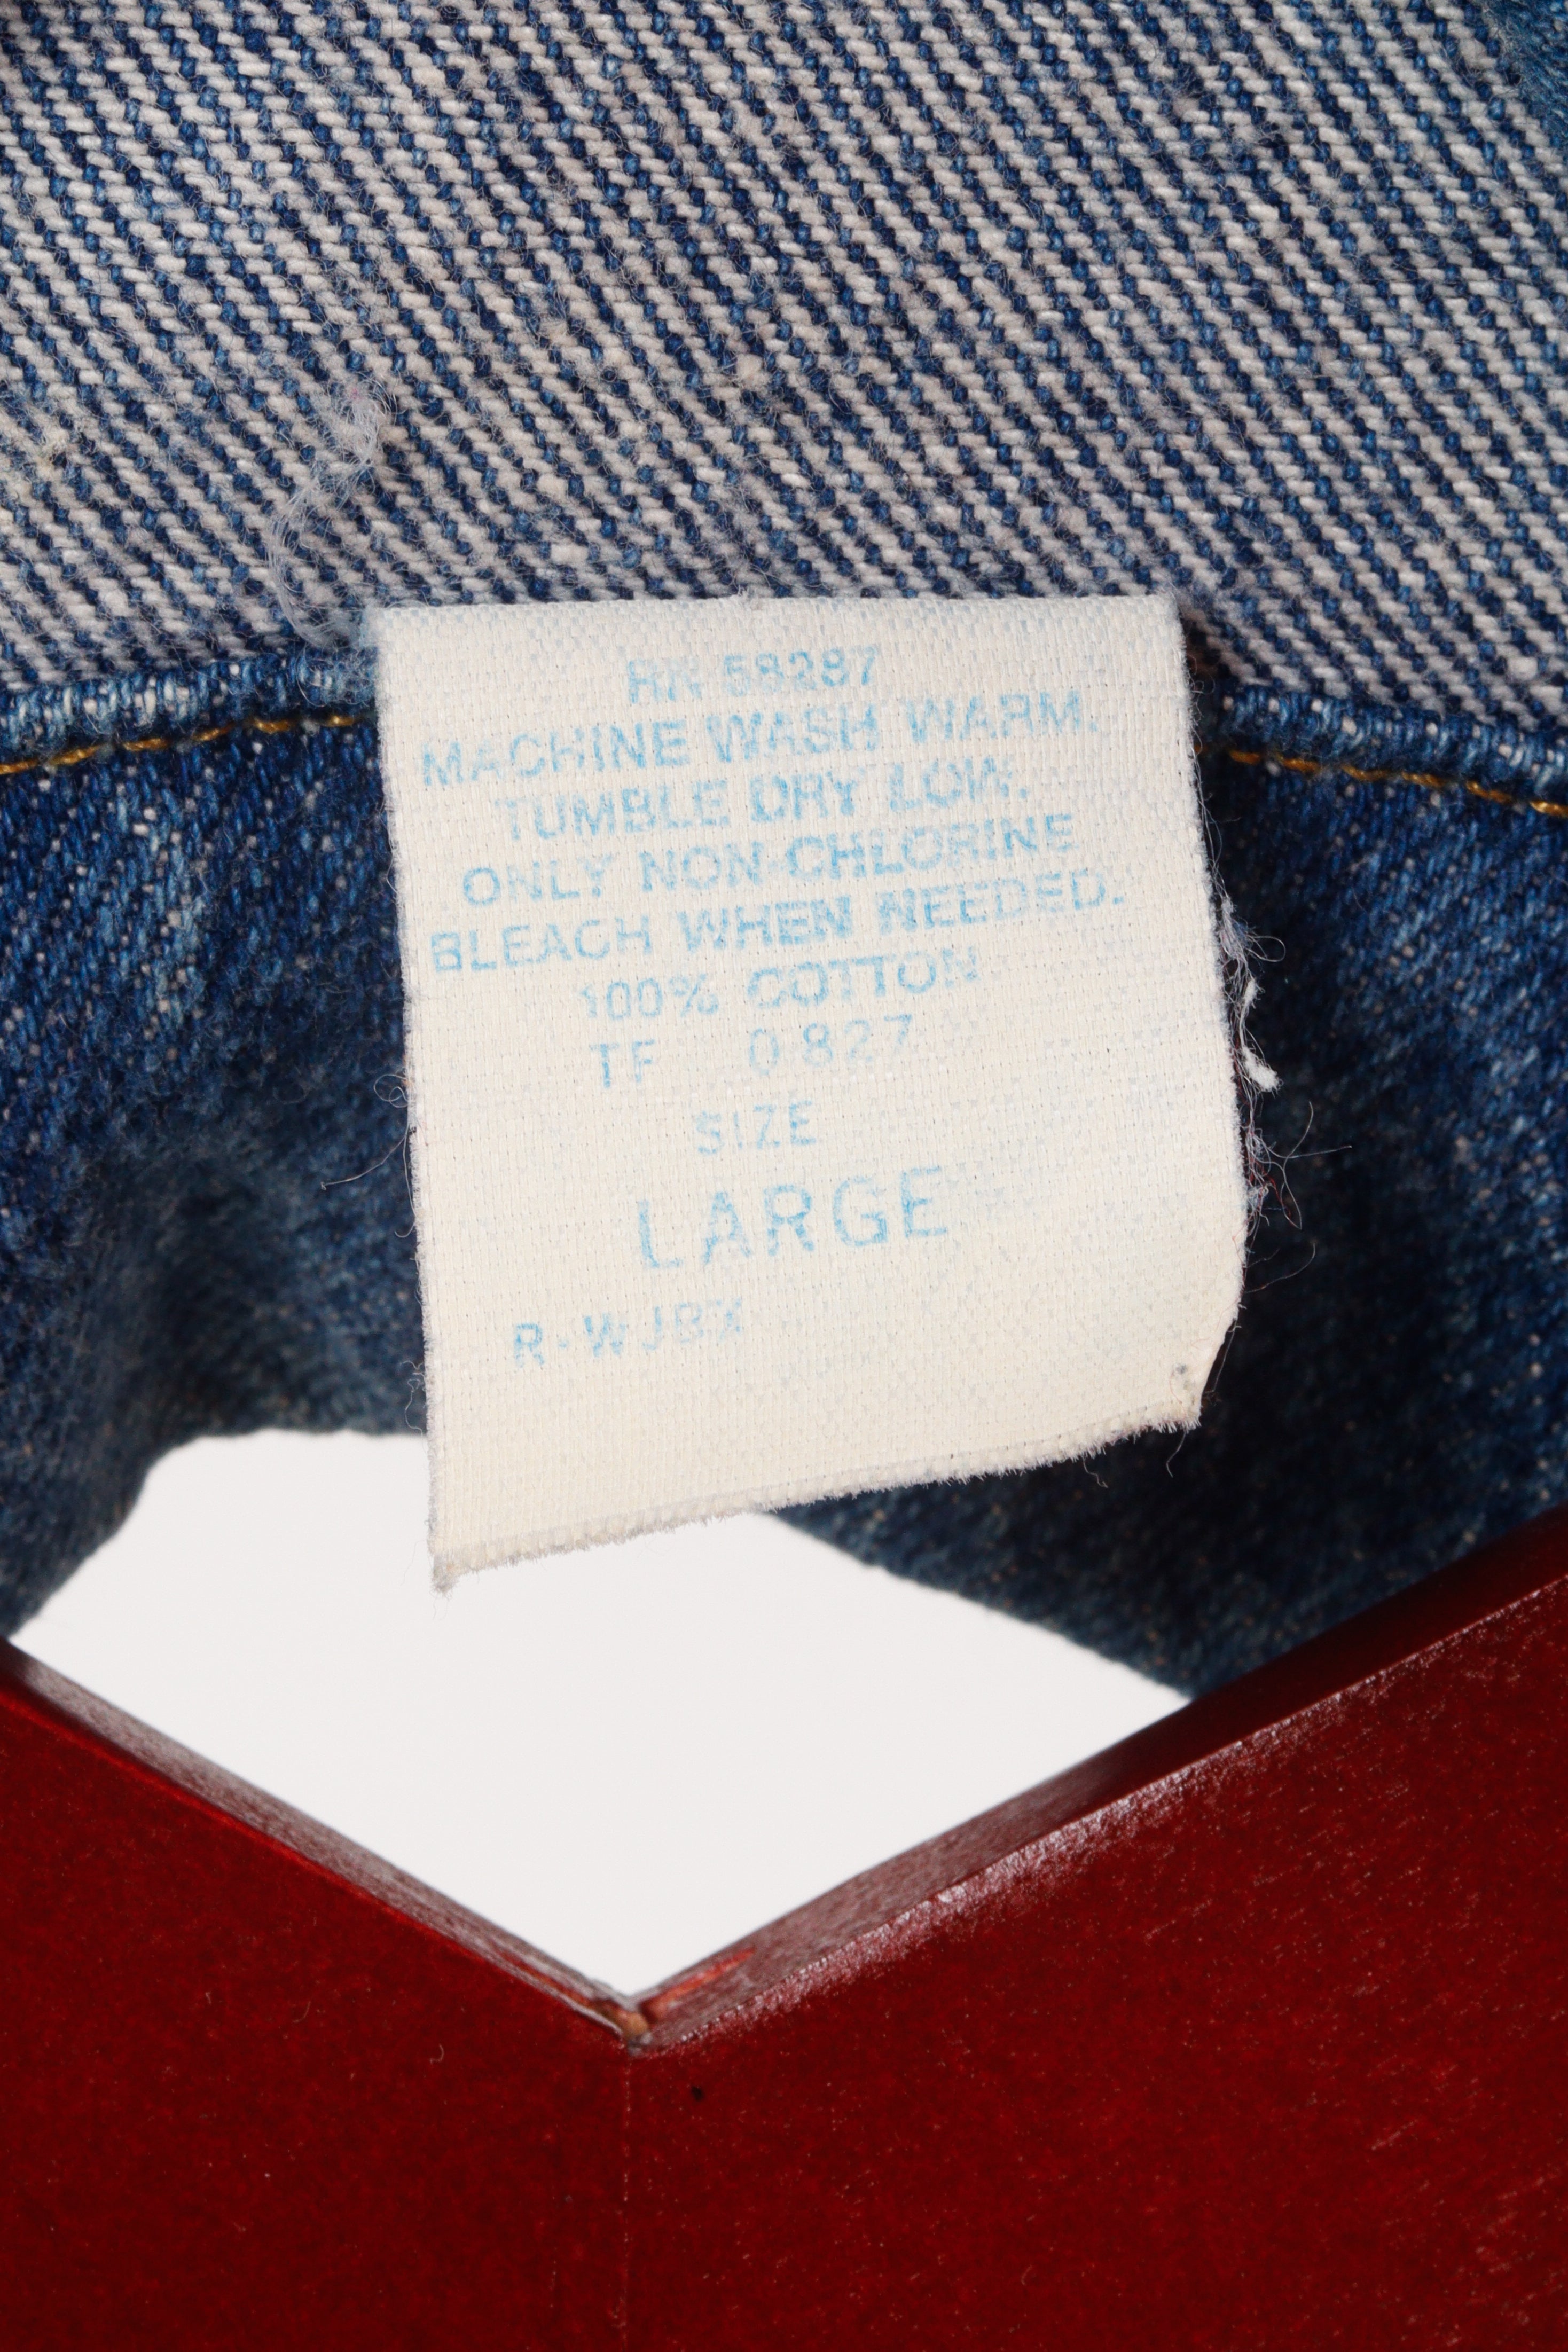 RN 58287
MACHINE WASH WARM.
TUMBLE DRY LOW.
ONLY NON-CHLORINE
BLEACH WHEN NEEDED.
100% COTTON
TF 0 827
SIZE
LARGE
R-WJBX